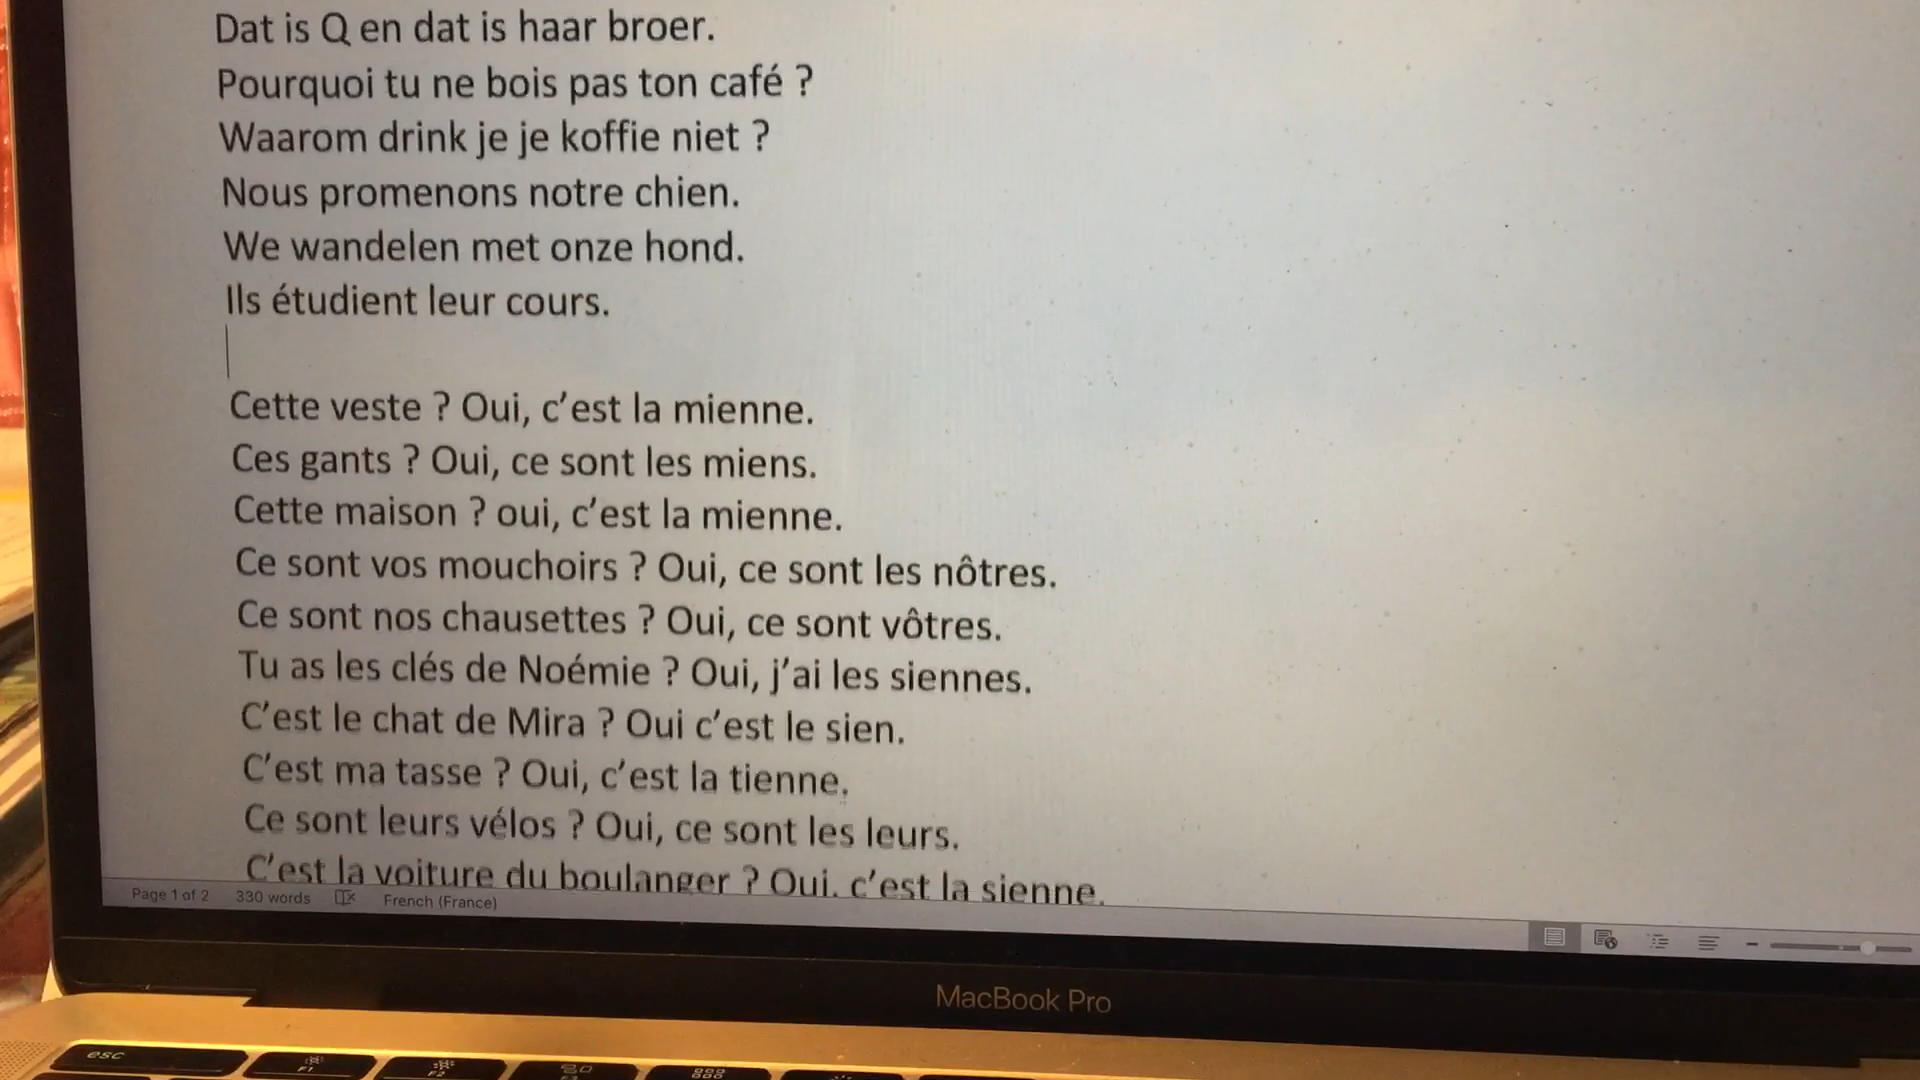 Dat is Q en dat is haar broer.
Pourquoi tu ne bois pas ton café ?
Waarom drink je je koffie niet ?
Nous promenons notre chien.
We wandelen met onze hond.
Ils étudient leur cours.
Cette veste ? Oui, c’est la mienne.
Ces gants ? Oui, ce sont les miens.
Cette maison ? oui, c’est la mienne.
Ce sont vos mouchoirs ? Oui, ce sont les nôtres.
Ce sont nos chausettes ? Oui, ce sont vôtres.
Tu as les clés de Noémie ? Oui, j’ai les siennes.
C’est le chat de Mira ? Oui c’est le sien.
C’est ma tasse ? Oui, c’est la tienne.
Ce sont leurs vélos ? Oui, ce sont les leurs.
C’est la voiture du boulanger ? Oui, c’est la sienne.
Page 1 of 2 330 words French (France)
MacBook Pro
esc
F1
F2